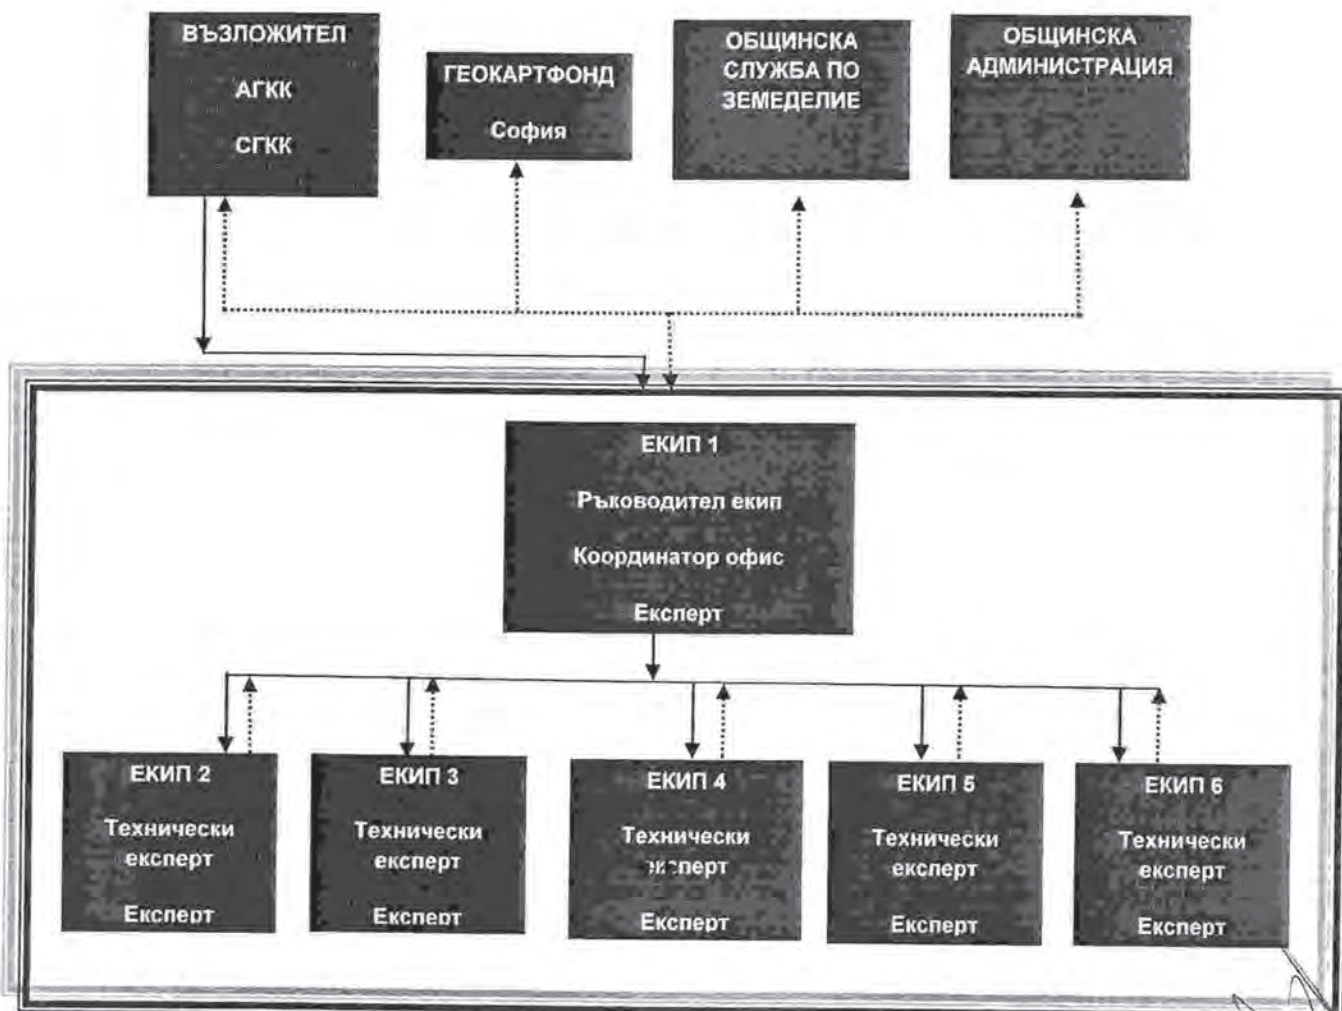 ВЪЗЛОЖИТЕЛ
АГКК
СГКК
ГЕОКАРТФОНД
София
ОБЩИНСКА
СЛУЖБА ПО
ЗЕМЕДЕЛИЕ
ОБЩИНСКА
АДМИНИСТРАЦИЯ
ЕКИП 1
Ръководител екип
Координатор офис
Експерт
ЕКИП 2
Технически
експерт
Експерт
ЕКИП 3
Технически
експерт
Експерт
ЕКИП 4
Технически
експерт
Експерт
ЕКИП 5
Технически
експерт
Експерт
ЕКИП 6
Технически
експерт
Експерт